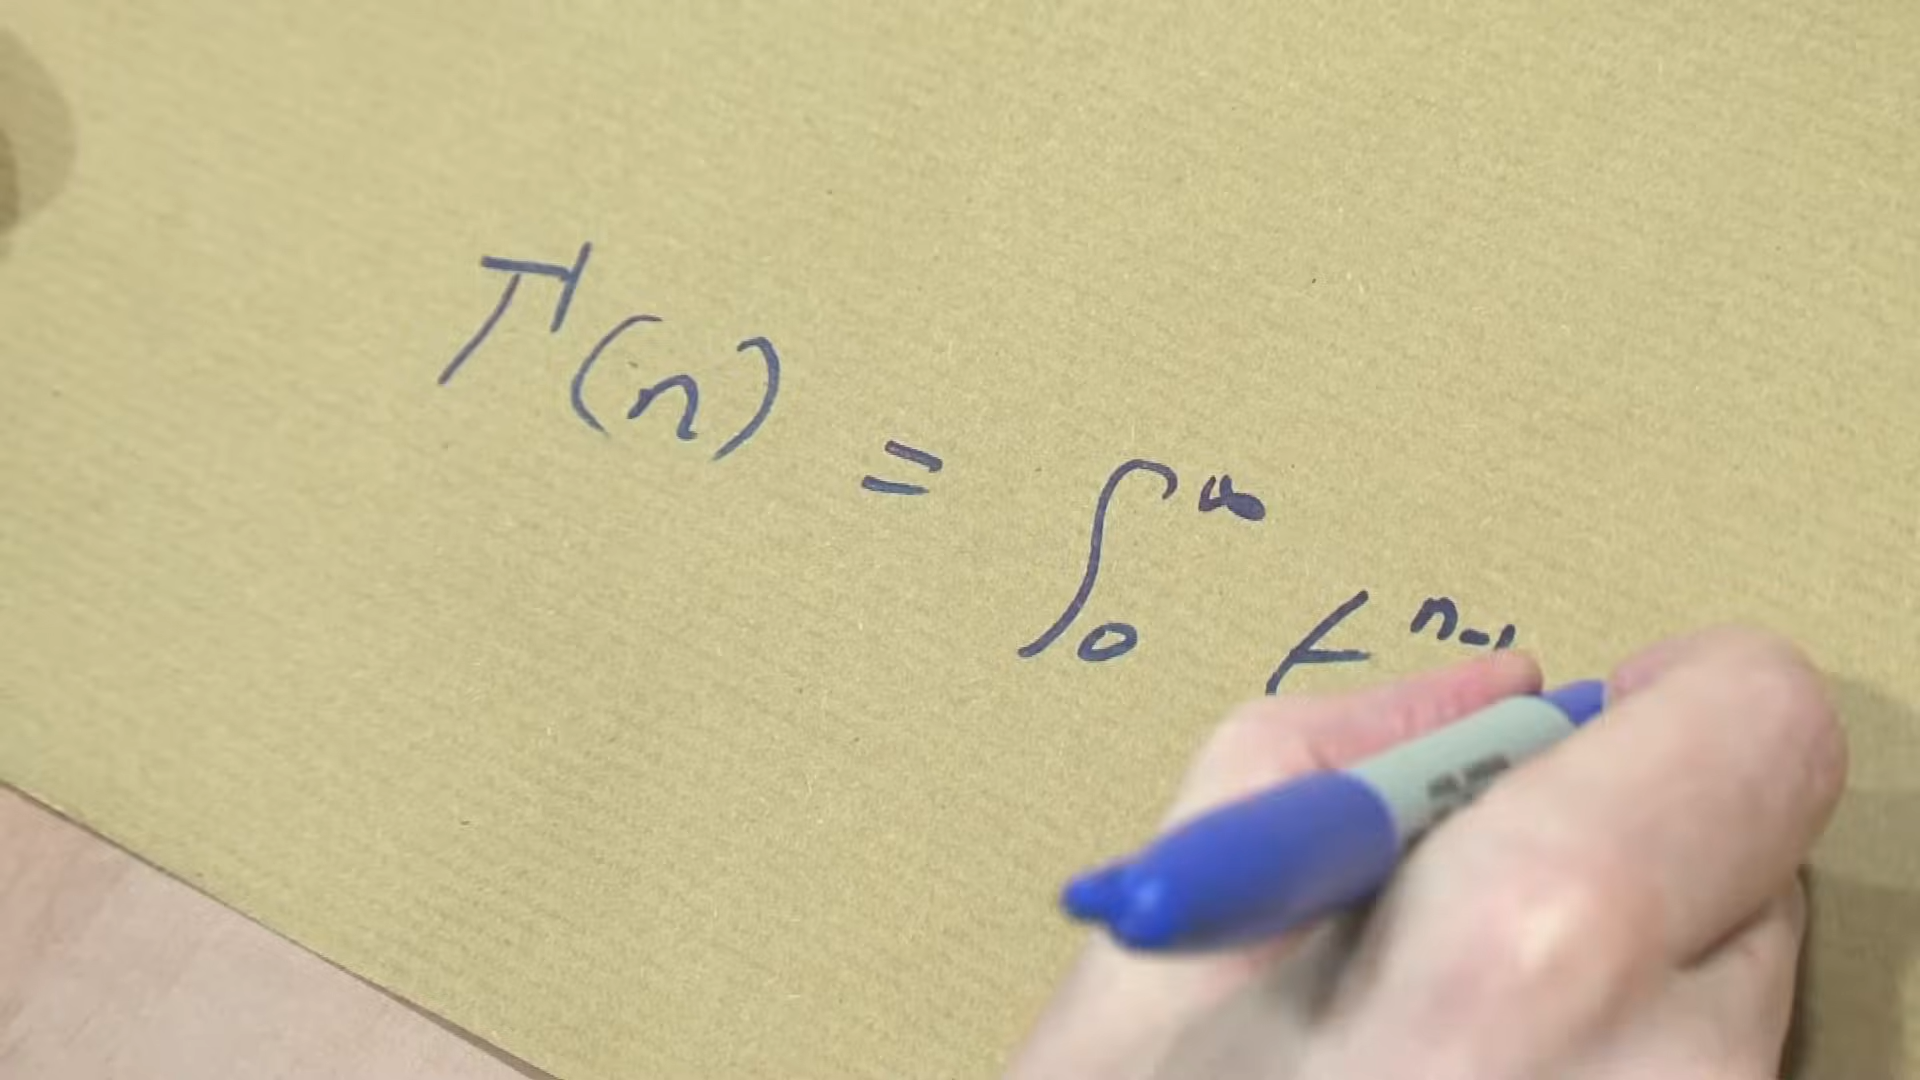 Γ(n) = ∫₀^∞ t^{n-1}